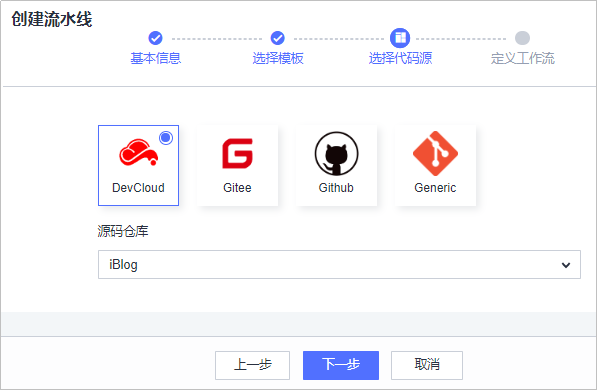 创建流水线
基本信息 选择模板 选择代码源 定义工作流
DevCloud Gitee Github Generic
源码仓库
iBlog
上一步 下一步 取消